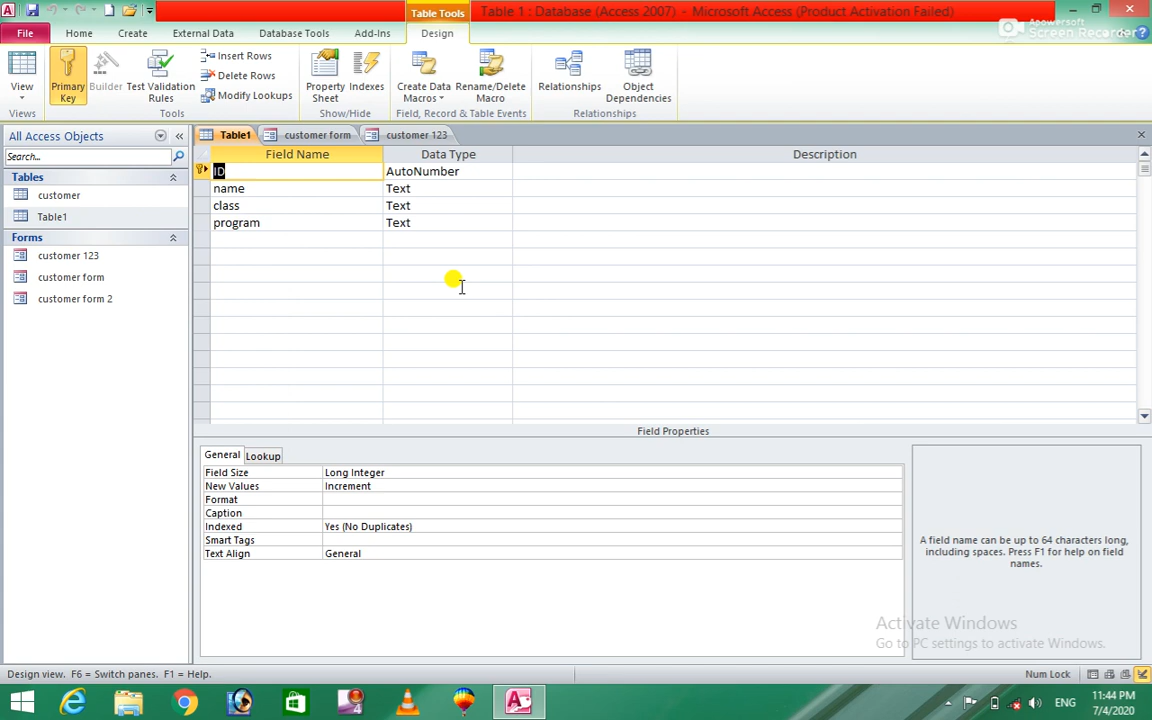 Table Tools
Table 1 : Database (Access 2007) - Microsoft Access (Product Activation Failed)
File
Home
Create
External Data
Database Tools
Add-Ins
Design
Apowersoft
Screen Recorder
View
Primary Key
Builder
Test Validation Rules
Insert Rows
Delete Rows
Modify Lookups
Property Sheet
Indexes
Create Data Macros
Rename/Delete Macro
Relationships
Object Dependencies
Views
Tools
Show/Hide
Field, Record & Table Events
Relationships
All Access Objects
Search...
Tables
customer
Table1
Forms
customer 123
customer form
customer form 2
Table1
customer form
customer 123
Field Name Data Type Description
ID AutoNumber
name Text
class Text
program Text
Field Properties
General Lookup
Field Size Long Integer
New Values Increment
Format
Caption
Indexed Yes (No Duplicates)
Smart Tags
Text Align General
A field name can be up to 64 characters long,
including spaces. Press F1 for help on field
names.
Activate Windows
Go to PC settings to activate Windows.
Design view. F6 = Switch panes. F1 = Help.
Num Lock
ENG
11:44 PM
7/4/2020